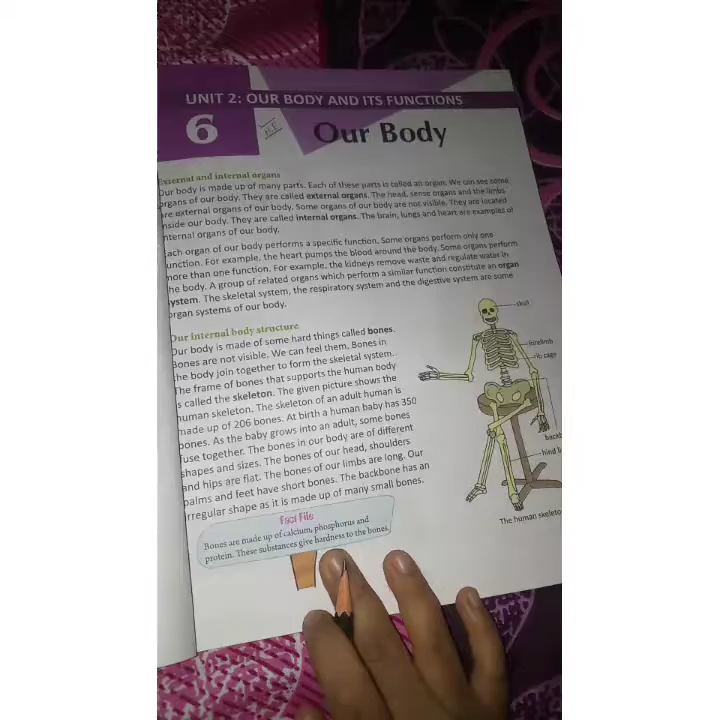 UNIT 2: OUR BODY AND ITS FUNCTIONS
6
Our Body
External and internal organs
Our body is made up of many parts. Each of these parts is called an organ. We can see some
organs of our body. They are called external organs. The head, sense organs and the limbs
are external organs of our body. Some organs of our body are not visible. They are located
inside our body. They are called internal organs. The brain, lungs and heart are examples of
internal organs of our body.
Each organ of our body performs a specific function. Some organs perform only one
function. For example, the heart pumps the blood around the body. Some organs perform
more than one function. For example, the kidneys remove waste and regulate water in
the body. A group of related organs which perform a similar function constitute an organ
system. The skeletal system, the respiratory system and the digestive system are some
organ systems of our body.
Our internal body structure
Our body is made of some hard things called bones.
Bones are not visible. We can feel them. Bones in
the body join together to form the skeletal system.
The frame of bones that supports the human body
is called the skeleton. The given picture shows the
human skeleton. The skeleton of an adult human is
made up of 206 bones. At birth a human baby has 350
bones. As the baby grows into an adult, some bones
fuse together. The bones in our body are of different
shapes and sizes. The bones of our head, shoulders
and hips are flat. The bones of our limbs are long. Our
palms and feet have short bones. The backbone has an
irregular shape as it is made up of many small bones.
skull
forelimb
rib cage
backb
hind b
The human skeleto
Fact File
Bones are made up of calcium, phosphorus and
protein. These substances give hardness to the bones.